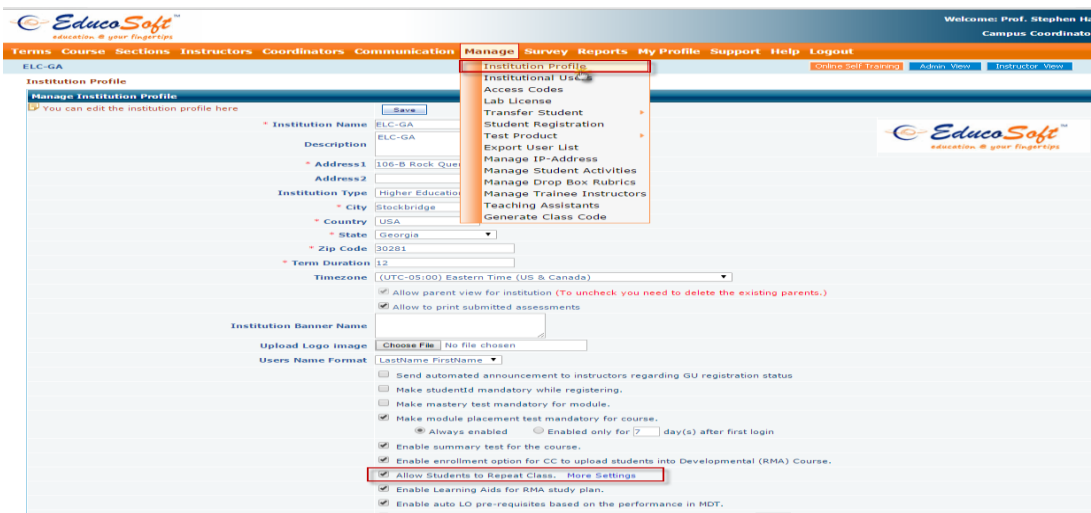 EducoSoft™
education @ your fingertips
Welcome: Prof. Stephen Ha
Campus Coordinato
Terms Course Sections Instructors Coordinators Communication Manage Survey Reports My Profile Support Help Logout
ELC-GA
Online Self Training Admin View Instructor View
Institution Profile
Institutional Users
Access Codes
Lab License
Transfer Student
Student Registration
Test Product
Export User List
Manage IP-Address
Manage Student Activities
Manage Drop Box Rubrics
Manage Trainee Instructors
Teaching Assistants
Generate Class Code
Institution Profile
Manage Institution Profile
You can edit the institution profile here
Save
EducoSoft™
education @ your fingertips
* Institution Name ELC-GA
Description ELC-GA
* Address1 106-B Rock Quer
Address2
Institution Type Higher Education
* City Stockbridge
* Country USA
* State Georgia
* Zip Code 30281
* Term Duration 12
Timezone (UTC-05:00) Eastern Time (US & Canada)
Allow parent view for institution (To uncheck you need to delete the existing parents.)
Allow to print submitted assessments
Institution Banner Name
Upload Logo image Choose File No file chosen
Users Name Format LastName FirstName
Send automated announcement to instructors regarding GU registration status
Make studentId mandatory while registering.
Make mastery test mandatory for module.
Make module placement test mandatory for course.
Always enabled Enabled only for 7 day(s) after first login
Enable summary test for the course.
Enable enrollment option for CC to upload students into Developmental (RMA) Course.
Allow Students to Repeat Class. More Settings
Enable Learning Aids for RMA study plan.
Enable auto LO pre-requisites based on the performance in MDT.